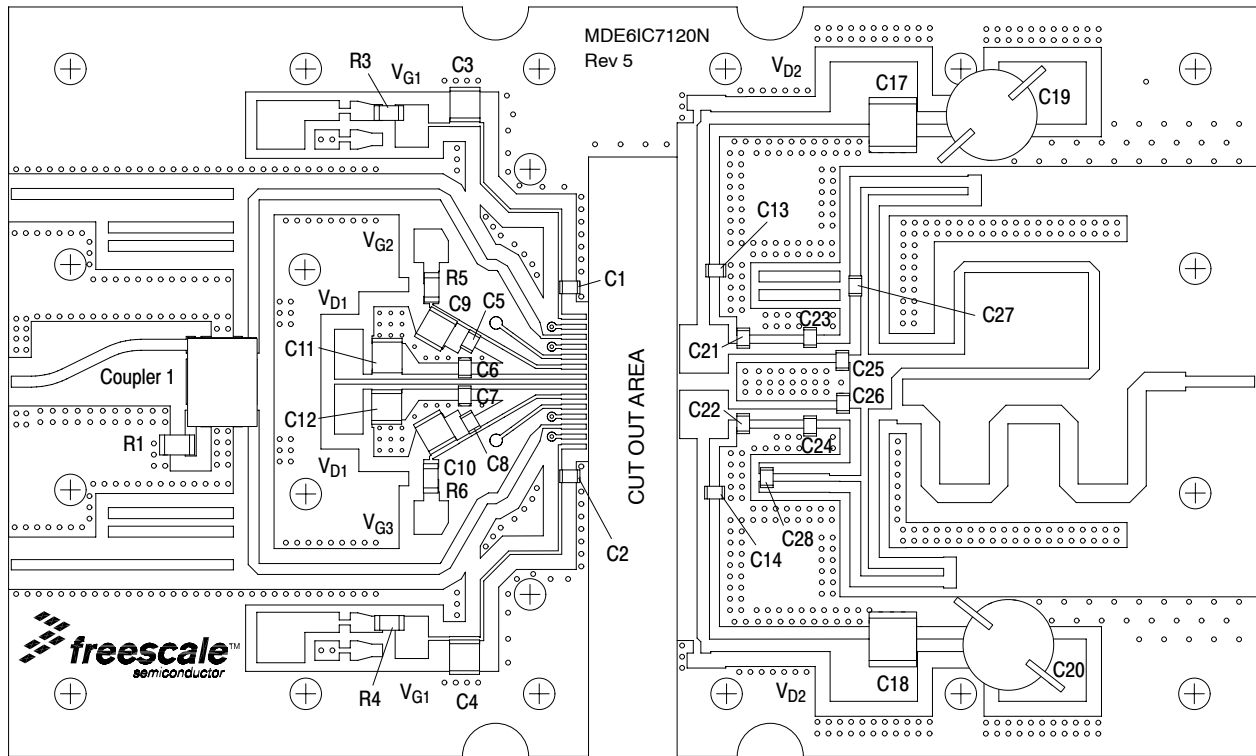 MDE6IC7120N
Rev 5
R3
VG1
C3
VD2
C17
C19
C13
VG2
R5
C1
C9
C5
VD1
C27
C23
C21
C11
C25
Coupler 1
C6
C7
C26
C12
C22
R1
CUT OUT AREA
C24
C8
VD1
C10
R6
C28
VG3
C2
C14
freescale™
semiconductor
R4
VG1
C4
VD2
C18
C20